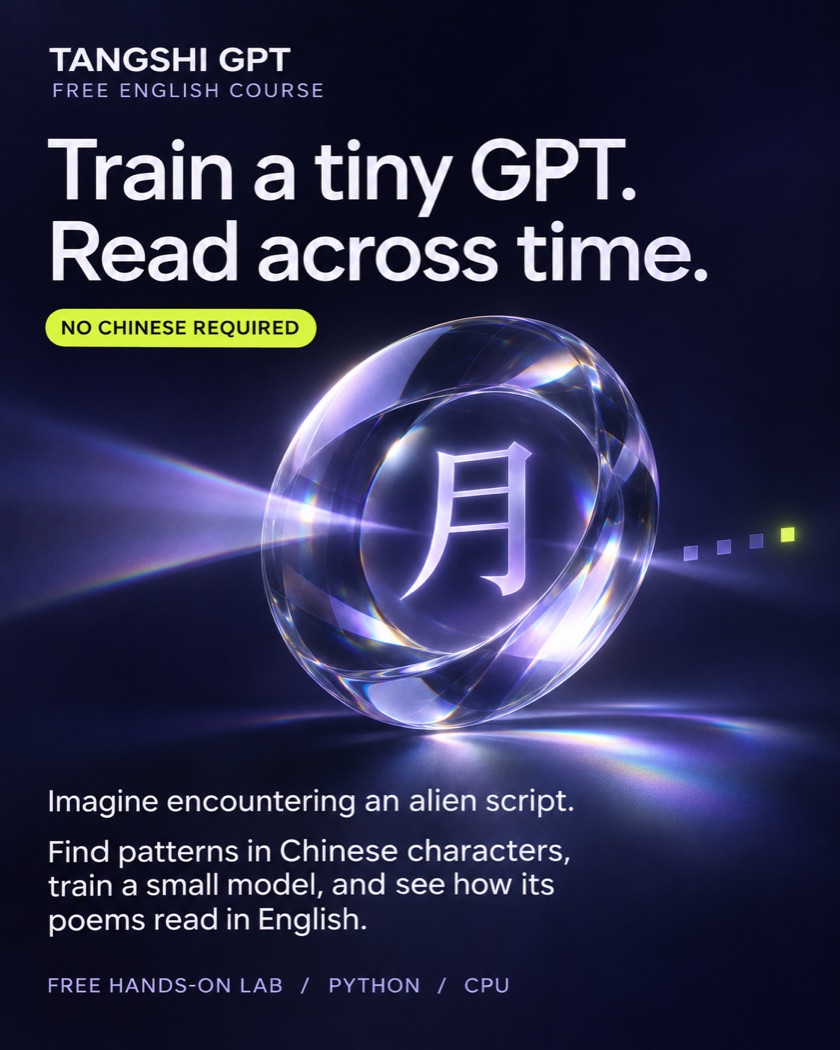 TANGSHI GPT
FREE ENGLISH COURSE
Train a tiny GPT.
Read across time.
NO CHINESE REQUIRED
月
Imagine encountering an alien script.
Find patterns in Chinese characters,
train a small model, and see how its
poems read in English.
FREE HANDS-ON LAB / PYTHON / CPU